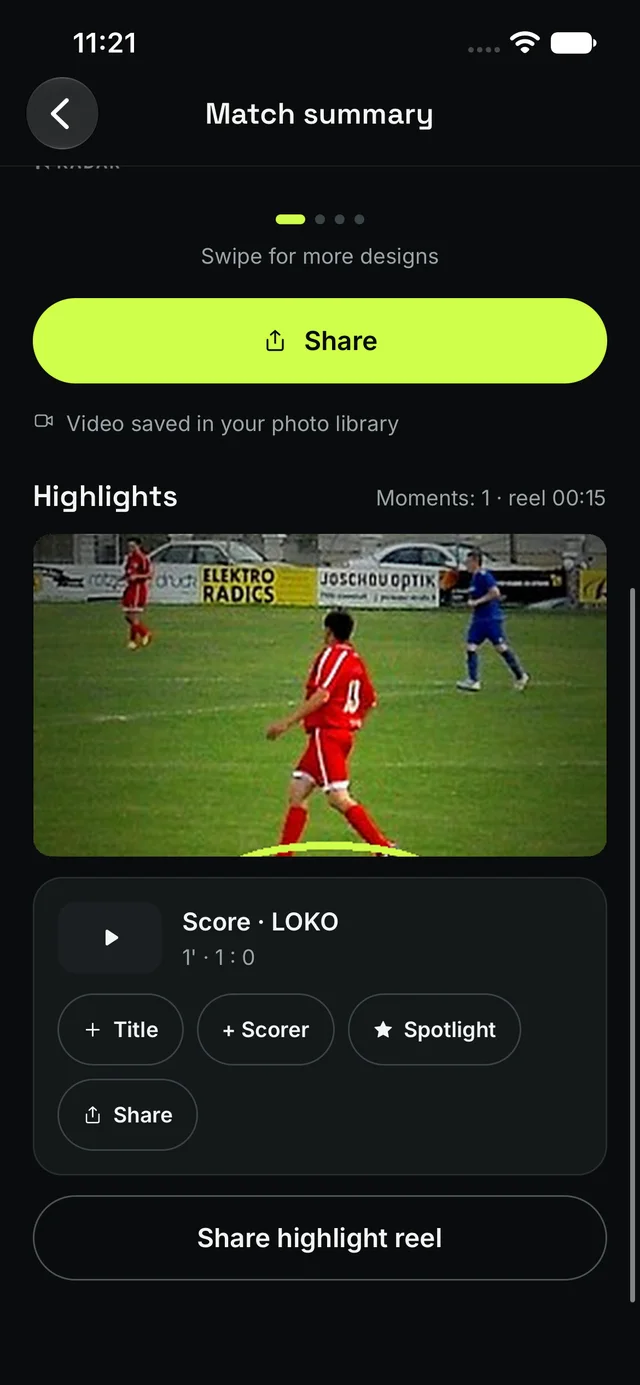 11:21
Match summary
Swipe for more designs
Share
Video saved in your photo library
Highlights
Moments: 1 · reel 00:15
ELEKTRO
RADICS
JOSCHOU OPTIK
Score · LOKO
1' · 1 : 0
+ Title
+ Scorer
Spotlight
Share
Share highlight reel